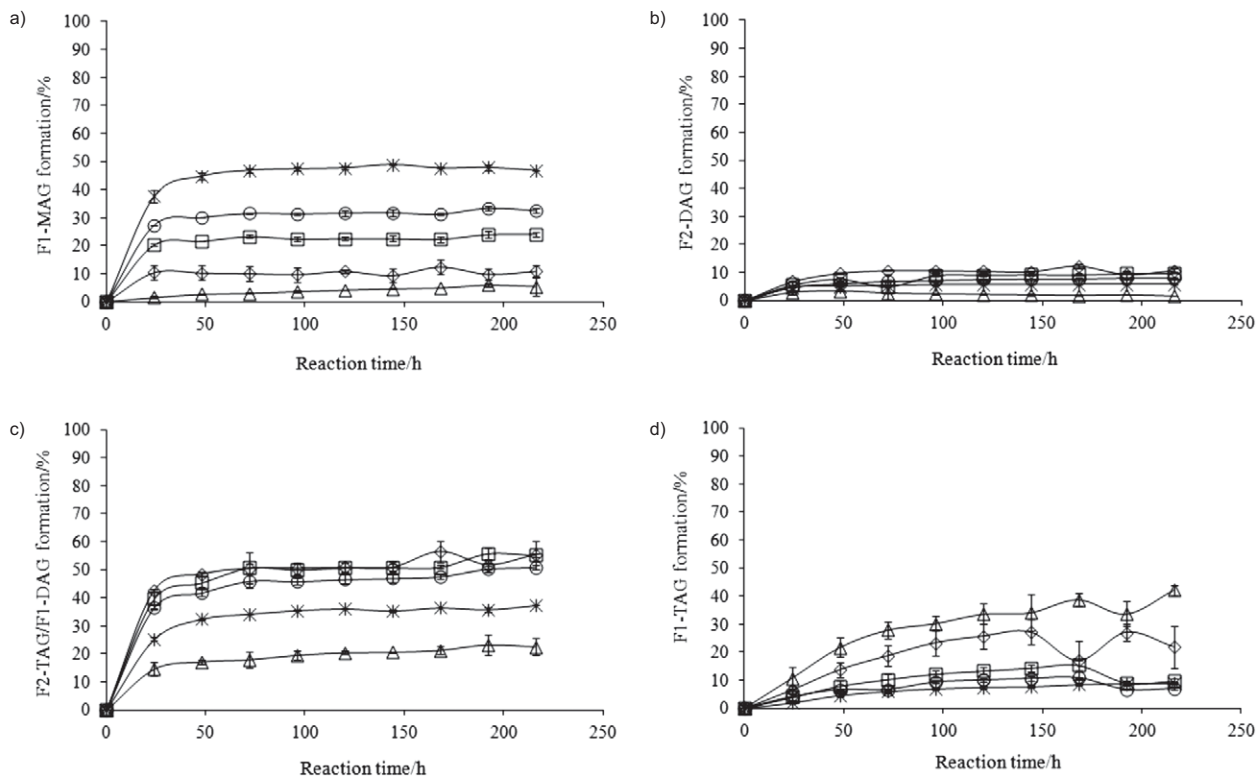 a)
F1-MAG formation/%
100
90
80
70
60
50
40
30
20
10
0
0 50 100 150 200 250
Reaction time/h
b)
F2-DAG formation/%
100
90
80
70
60
50
40
30
20
10
0
0 50 100 150 200 250
Reaction time/h
c)
F2-TAG/F1-DAG formation/%
100
90
80
70
60
50
40
30
20
10
0
0 50 100 150 200 250
Reaction time/h
d)
F1-TAG formation/%
100
90
80
70
60
50
40
30
20
10
0
0 50 100 150 200 250
Reaction time/h